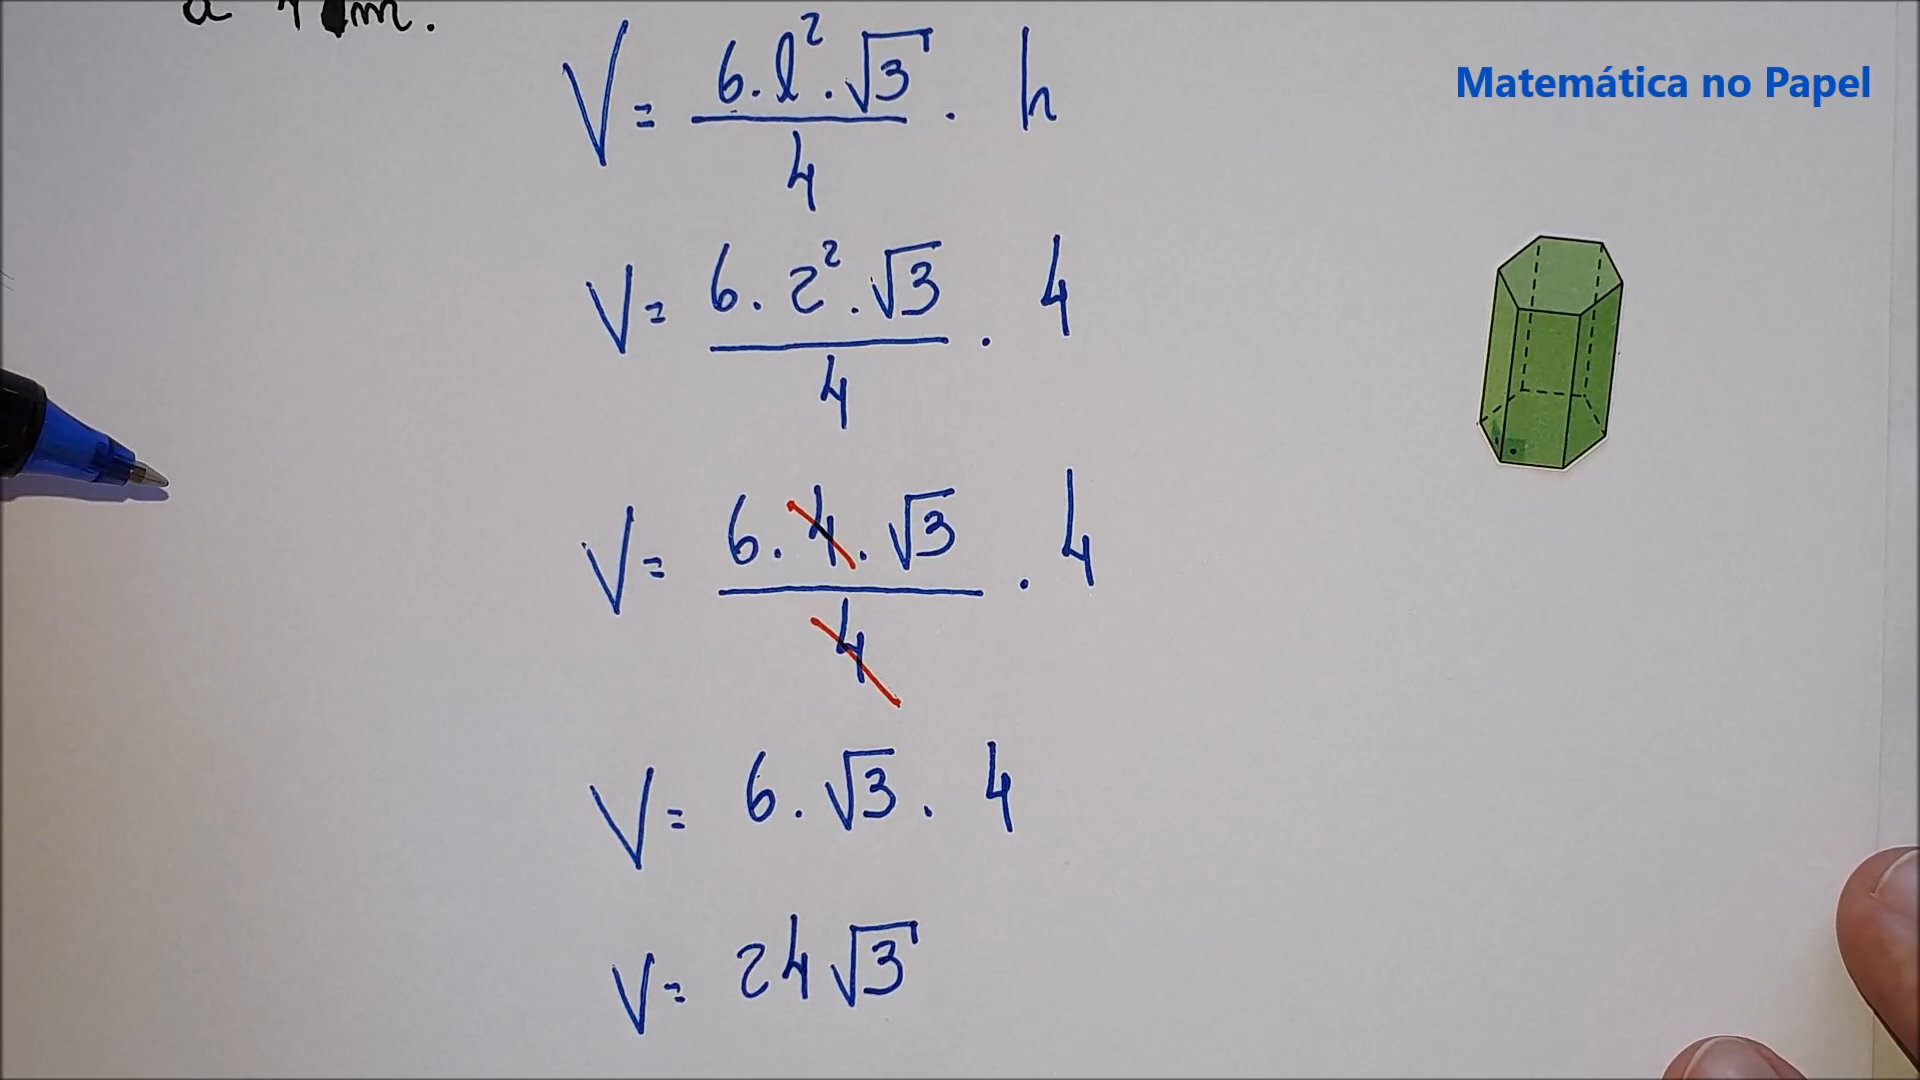 a 4 m.
Matemática no Papel
V = 6.l².√3/4 . h
V = 6.2².√3/4 . 4
V = 6.4.√3/4 . 4
V = 6.√3. 4
V = 24√3